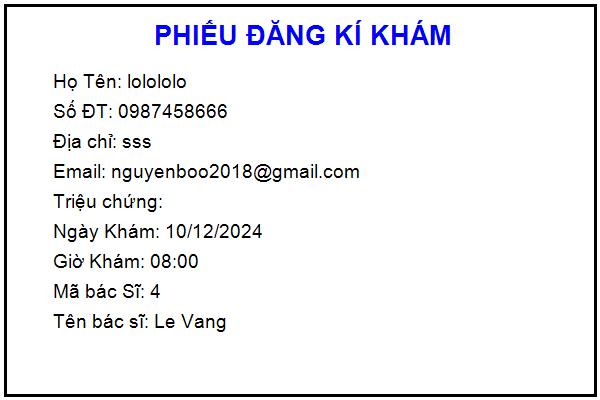 PHIẾU ĐĂNG KÍ KHÁM
Họ Tên: lolololo
Số ĐT: 0987458666
Địa chỉ: sss
Email: nguyenboo2018@gmail.com
Triệu chứng:
Ngày Khám: 10/12/2024
Giờ Khám: 08:00
Mã bác Sĩ: 4
Tên bác sĩ: Le Vang